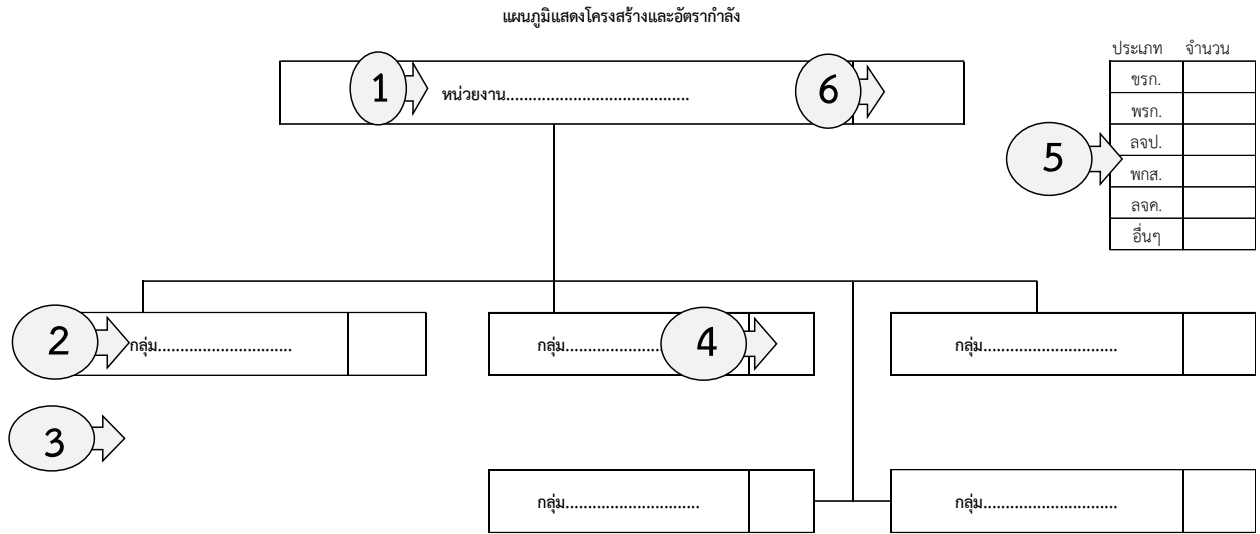 แผนภูมิแสดงโครงสร้างและอัตรากำลัง
ประเภท จำนวน
1 หน่วยงาน......................................... 6
ขรก.
พรก.
ลจป.
5
พกส.
ลจค.
อื่นๆ
2 กลุ่ม.............................. กลุ่ม..................... 4 กลุ่ม..............................
3
กลุ่ม.............................. กลุ่ม..............................